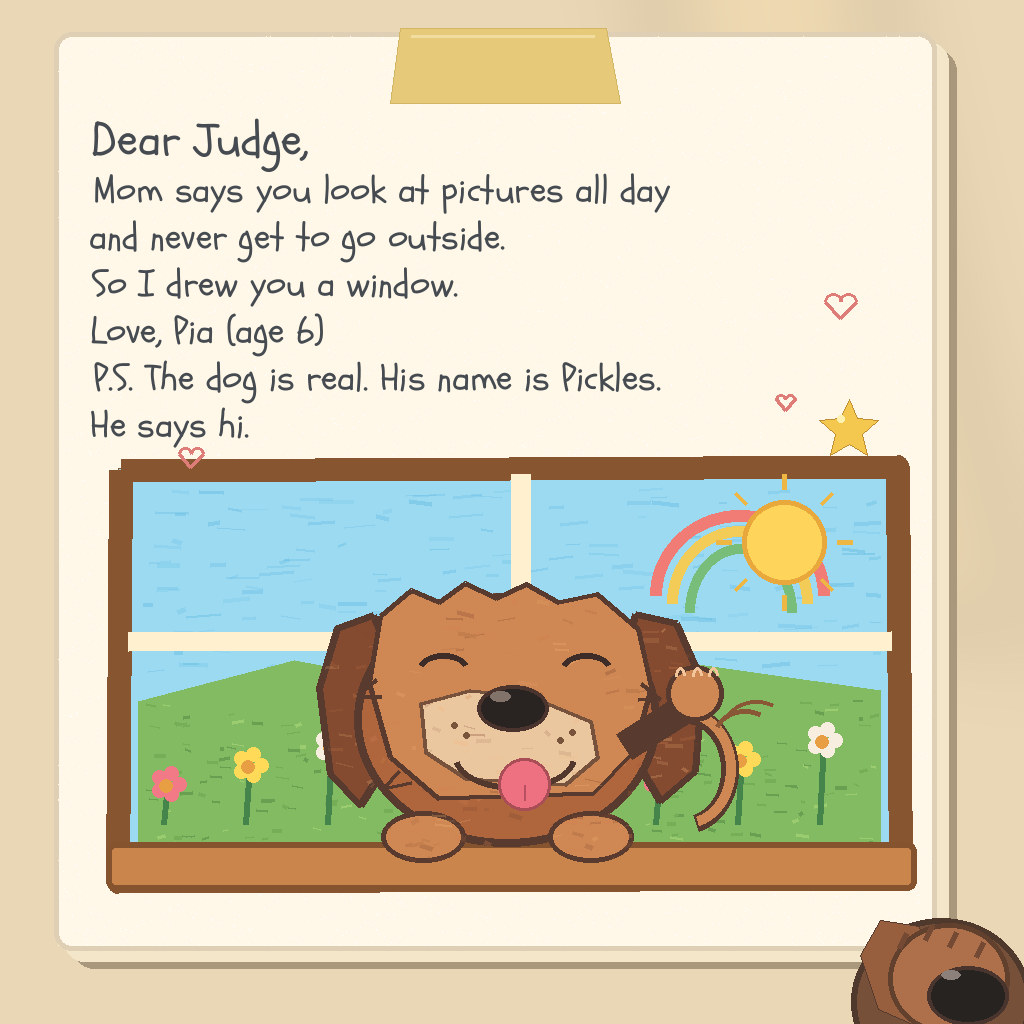 Dear Judge,
Mom says you look at pictures all day
and never get to go outside.
So I drew you a window.
Love, Pia (age 6)
P.S. The dog is real. His name is Pickles.
He says hi.